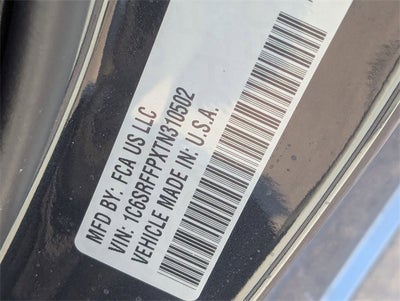 MFD BY: FCA US LLC
VIN: 1C6SRFFPXTN310502
VEHICLE MADE IN: U.S.A.